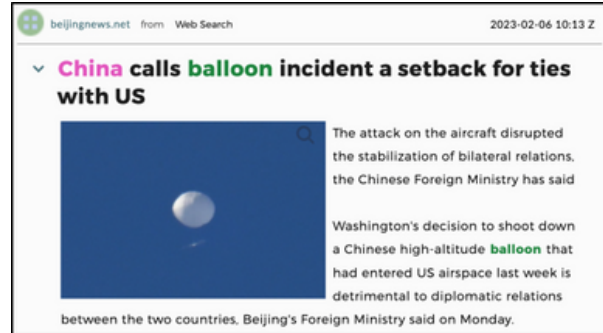 beijingnews.net from Web Search 2023-02-06 10:13 Z
China calls balloon incident a setback for ties
with US
The attack on the aircraft disrupted
the stabilization of bilateral relations,
the Chinese Foreign Ministry has said
Washington's decision to shoot down
a Chinese high-altitude balloon that
had entered US airspace last week is
detrimental to diplomatic relations
between the two countries, Beijing's Foreign Ministry said on Monday.